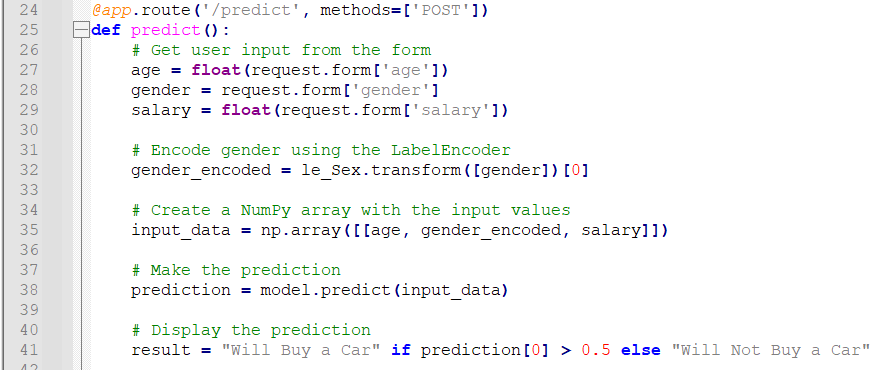 24 @app.route('/predict', methods=['POST'])
25 def predict():
26 # Get user input from the form
27 age = float(request.form['age'])
28 gender = request.form['gender']
29 salary = float(request.form['salary'])
30
31 # Encode gender using the LabelEncoder
32 gender_encoded = le_Sex.transform([gender])[0]
33
34 # Create a NumPy array with the input values
35 input_data = np.array([[age, gender_encoded, salary]])
36
37 # Make the prediction
38 prediction = model.predict(input_data)
39
40 # Display the prediction
41 result = "Will Buy a Car" if prediction[0] > 0.5 else "Will Not Buy a Car"